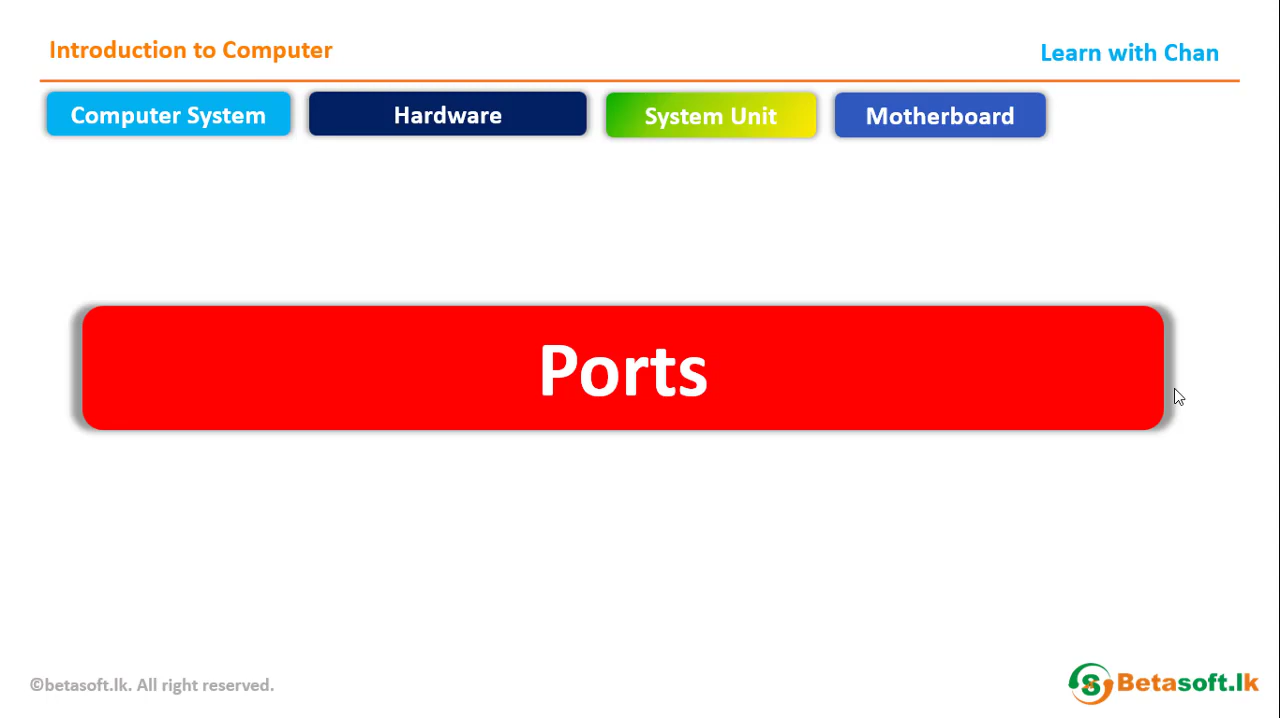 Introduction to Computer
Learn with Chan
Computer System
Hardware
System Unit
Motherboard
Ports
©betasoft.lk. All right reserved.
Betasoft.lk